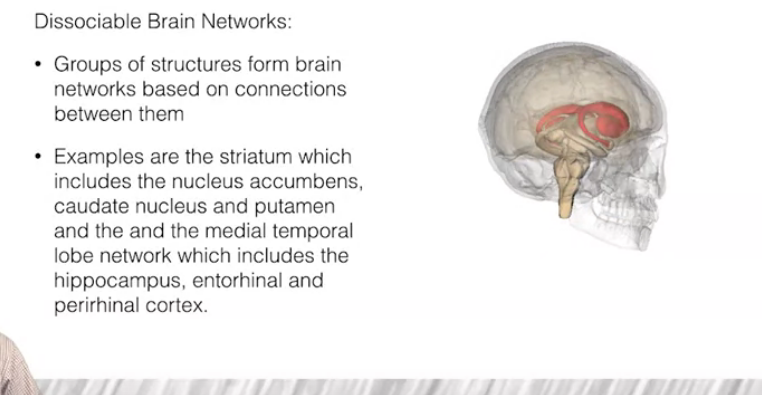 Dissociable Brain Networks:
• Groups of structures form brain
networks based on connections
between them
• Examples are the striatum which
includes the nucleus accumbens,
caudate nucleus and putamen
and the and the medial temporal
lobe network which includes the
hippocampus, entorhinal and
perirhinal cortex.